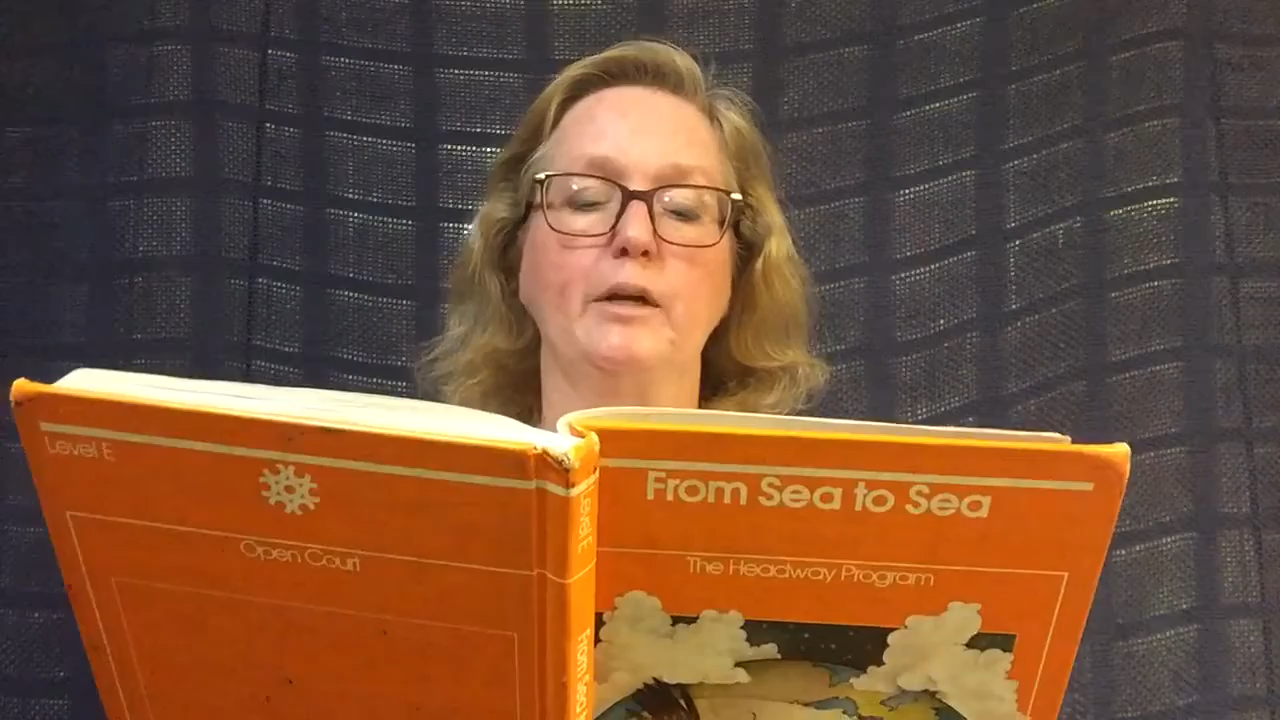 Level E
Open Court
Level E
From Sea
From Sea to Sea
The Headway Program